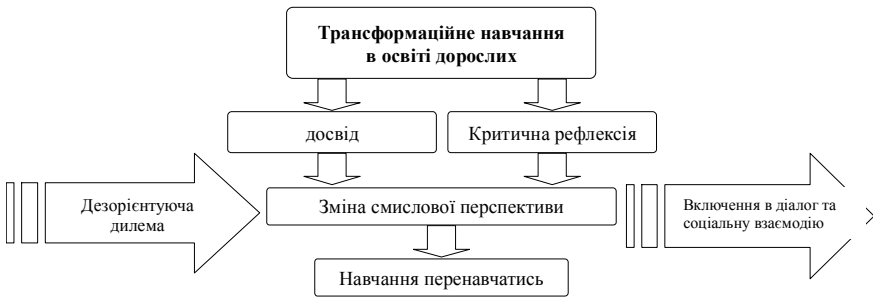 Трансформаційне навчання
в освіті дорослих
досвід
Критична рефлексія
Дезорієнтуюча
дилема
Зміна смислової перспективи
Включення в діалог та
соціальну взаємодію
Навчання перенавчатись